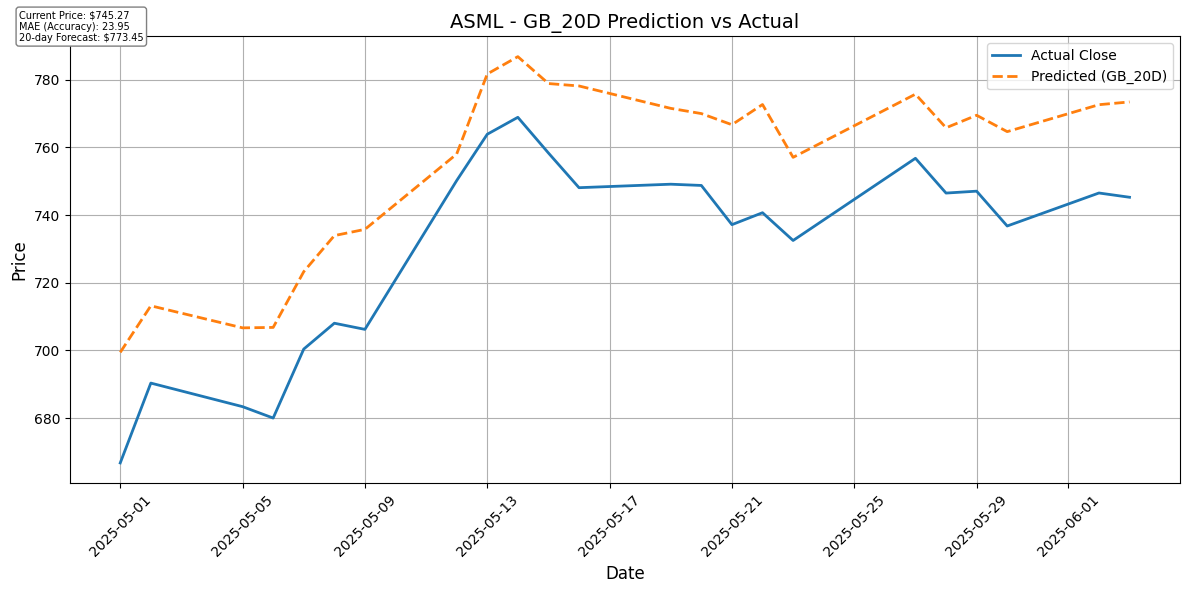 ASML - GB_20D Prediction vs Actual
Current Price: $745.27
MAE (Accuracy): 23.95
20-day Forecast: $773.45
Actual Close
Predicted (GB_20D)
Price
780
760
740
720
700
680
2025-05-01
2025-05-05
2025-05-09
2025-05-13
2025-05-17
2025-05-21
2025-05-25
2025-05-29
2025-06-01
Date